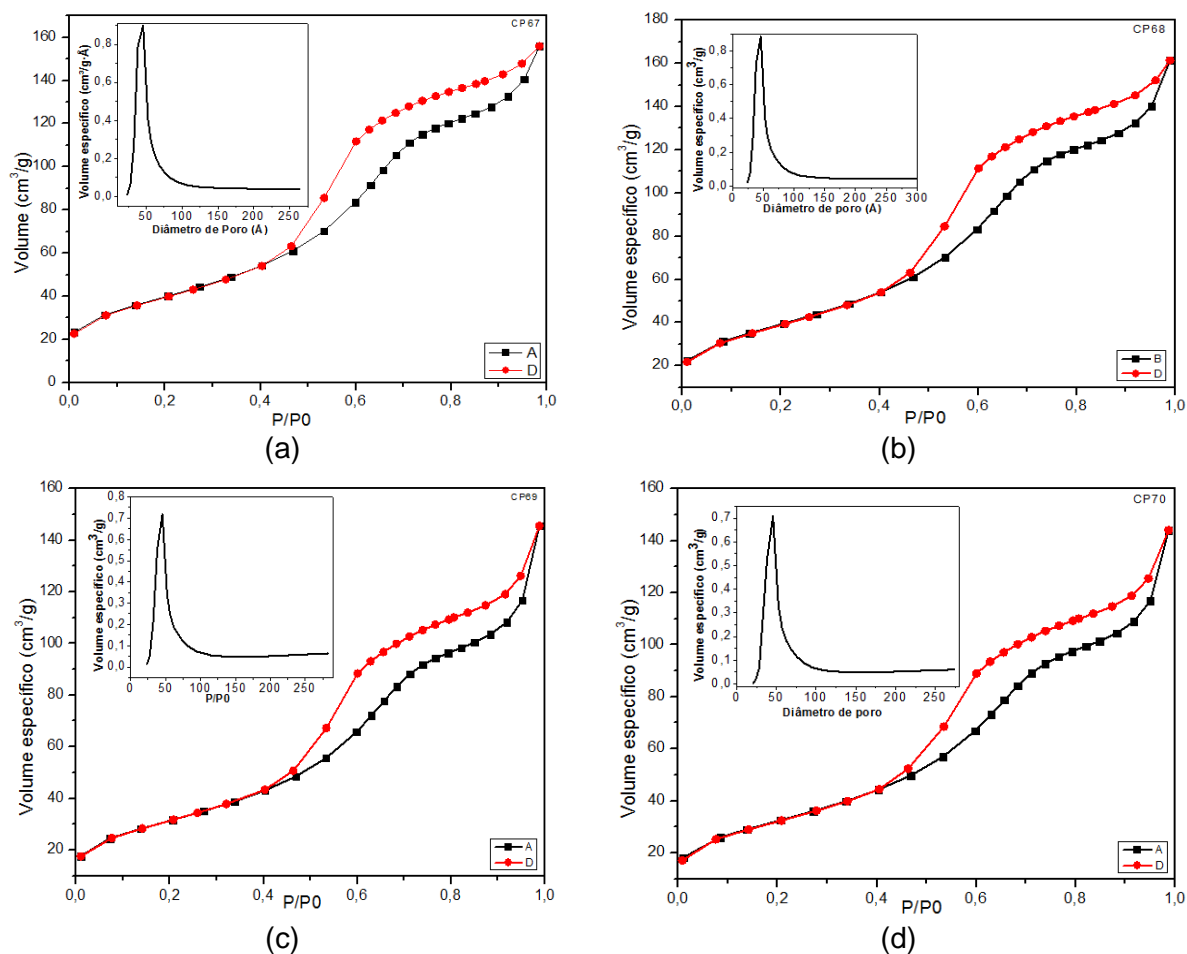 CP67
Volume (cm³/g)
160
140
120
100
80
60
40
20
0
0,0 0,2 0,4 0,6 0,8 1,0
P/P0
A
D
Volume específico (cm³/g·Å)
0,8
0,6
0,4
0,2
0,0
50 100 150 200 250
Diâmetro de Poro (Å)
(a)
CP68
Volume específico (cm³/g)
180
160
140
120
100
80
60
40
20
0,0 0,2 0,4 0,6 0,8 1,0
P/P0
B
D
Volume específico (cm³/g)
0,8
0,6
0,4
0,2
0,0
0 50 100 150 200 250 300
Diâmetro de poro (Å)
(b)
CP69
Volume específico (cm³/g)
160
140
120
100
80
60
40
20
0,0 0,2 0,4 0,6 0,8 1,0
P/P0
A
D
Volume específico (cm³/g)
0,8
0,7
0,6
0,5
0,4
0,3
0,2
0,1
0,0
0 50 100 150 200 250
P/P0
(c)
CP70
Volume específico (cm³/g)
160
140
120
100
80
60
40
20
0,0 0,2 0,4 0,6 0,8 1,0
P/P0
A
D
Volume específico (cm³/g)
0,7
0,6
0,5
0,4
0,3
0,2
0,1
0,0
0 50 100 150 200 250
Diâmetro de poro
(d)